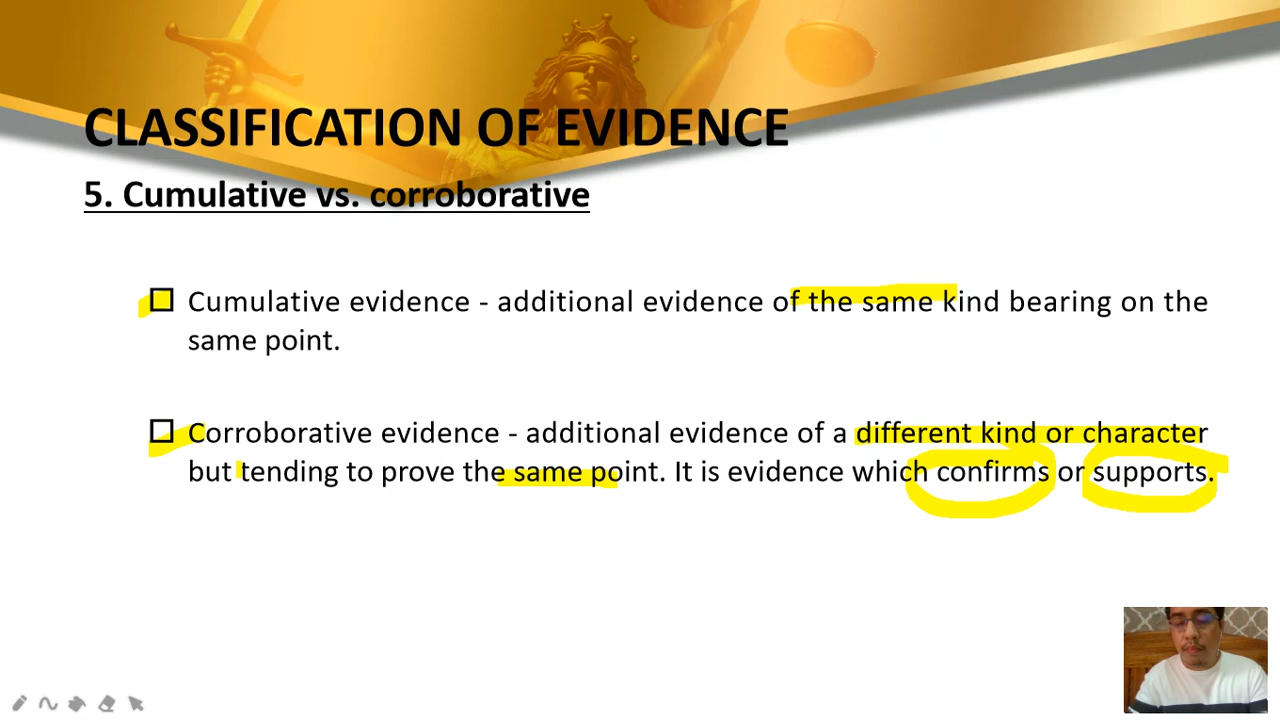 CLASSIFICATION OF EVIDENCE
5. Cumulative vs. corroborative
Cumulative evidence - additional evidence of the same kind bearing on the
same point.
Corroborative evidence - additional evidence of a different kind or character
but tending to prove the same point. It is evidence which confirms or supports.